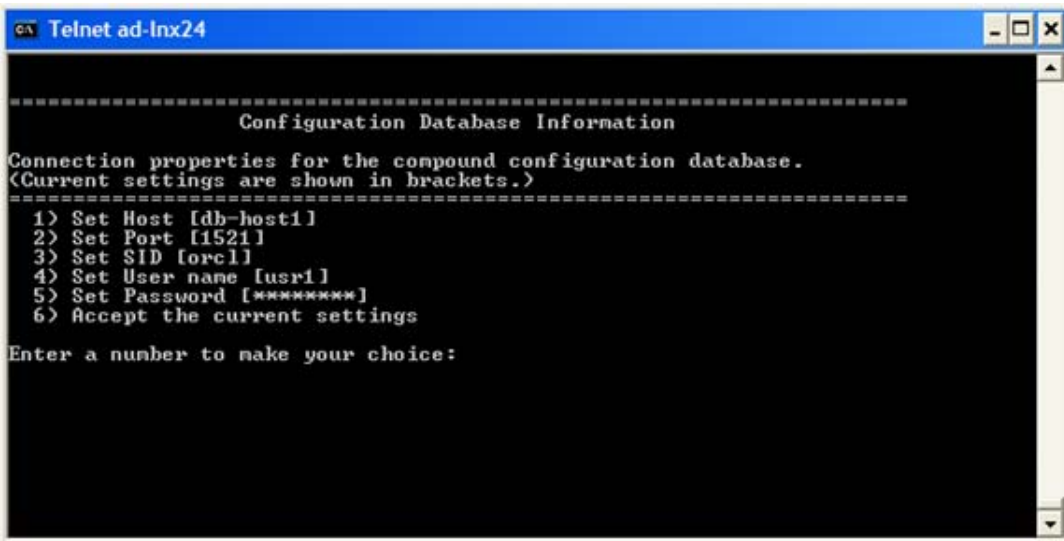 Telnet ad-lnx24
======================================================================
Configuration Database Information
Connection properties for the compound configuration database.
(Current settings are shown in brackets.)
======================================================================
1) Set Host [db-host1]
2) Set Port [1521]
3) Set SID [orcl]
4) Set User name [usr1]
5) Set Password [********]
6) Accept the current settings
Enter a number to make your choice: